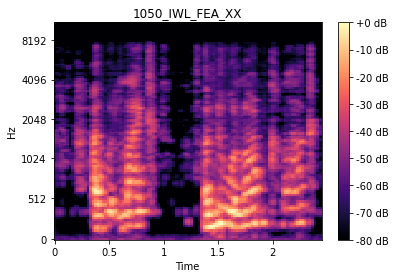 1050_IWL_FEA_XX
+0 dB
8192
-10 dB
4096
-20 dB
-30 dB
2048
-40 dB
Hz
1024
-50 dB
512
-60 dB
-70 dB
0
-80 dB
0
0.5
1
1.5
2
Time